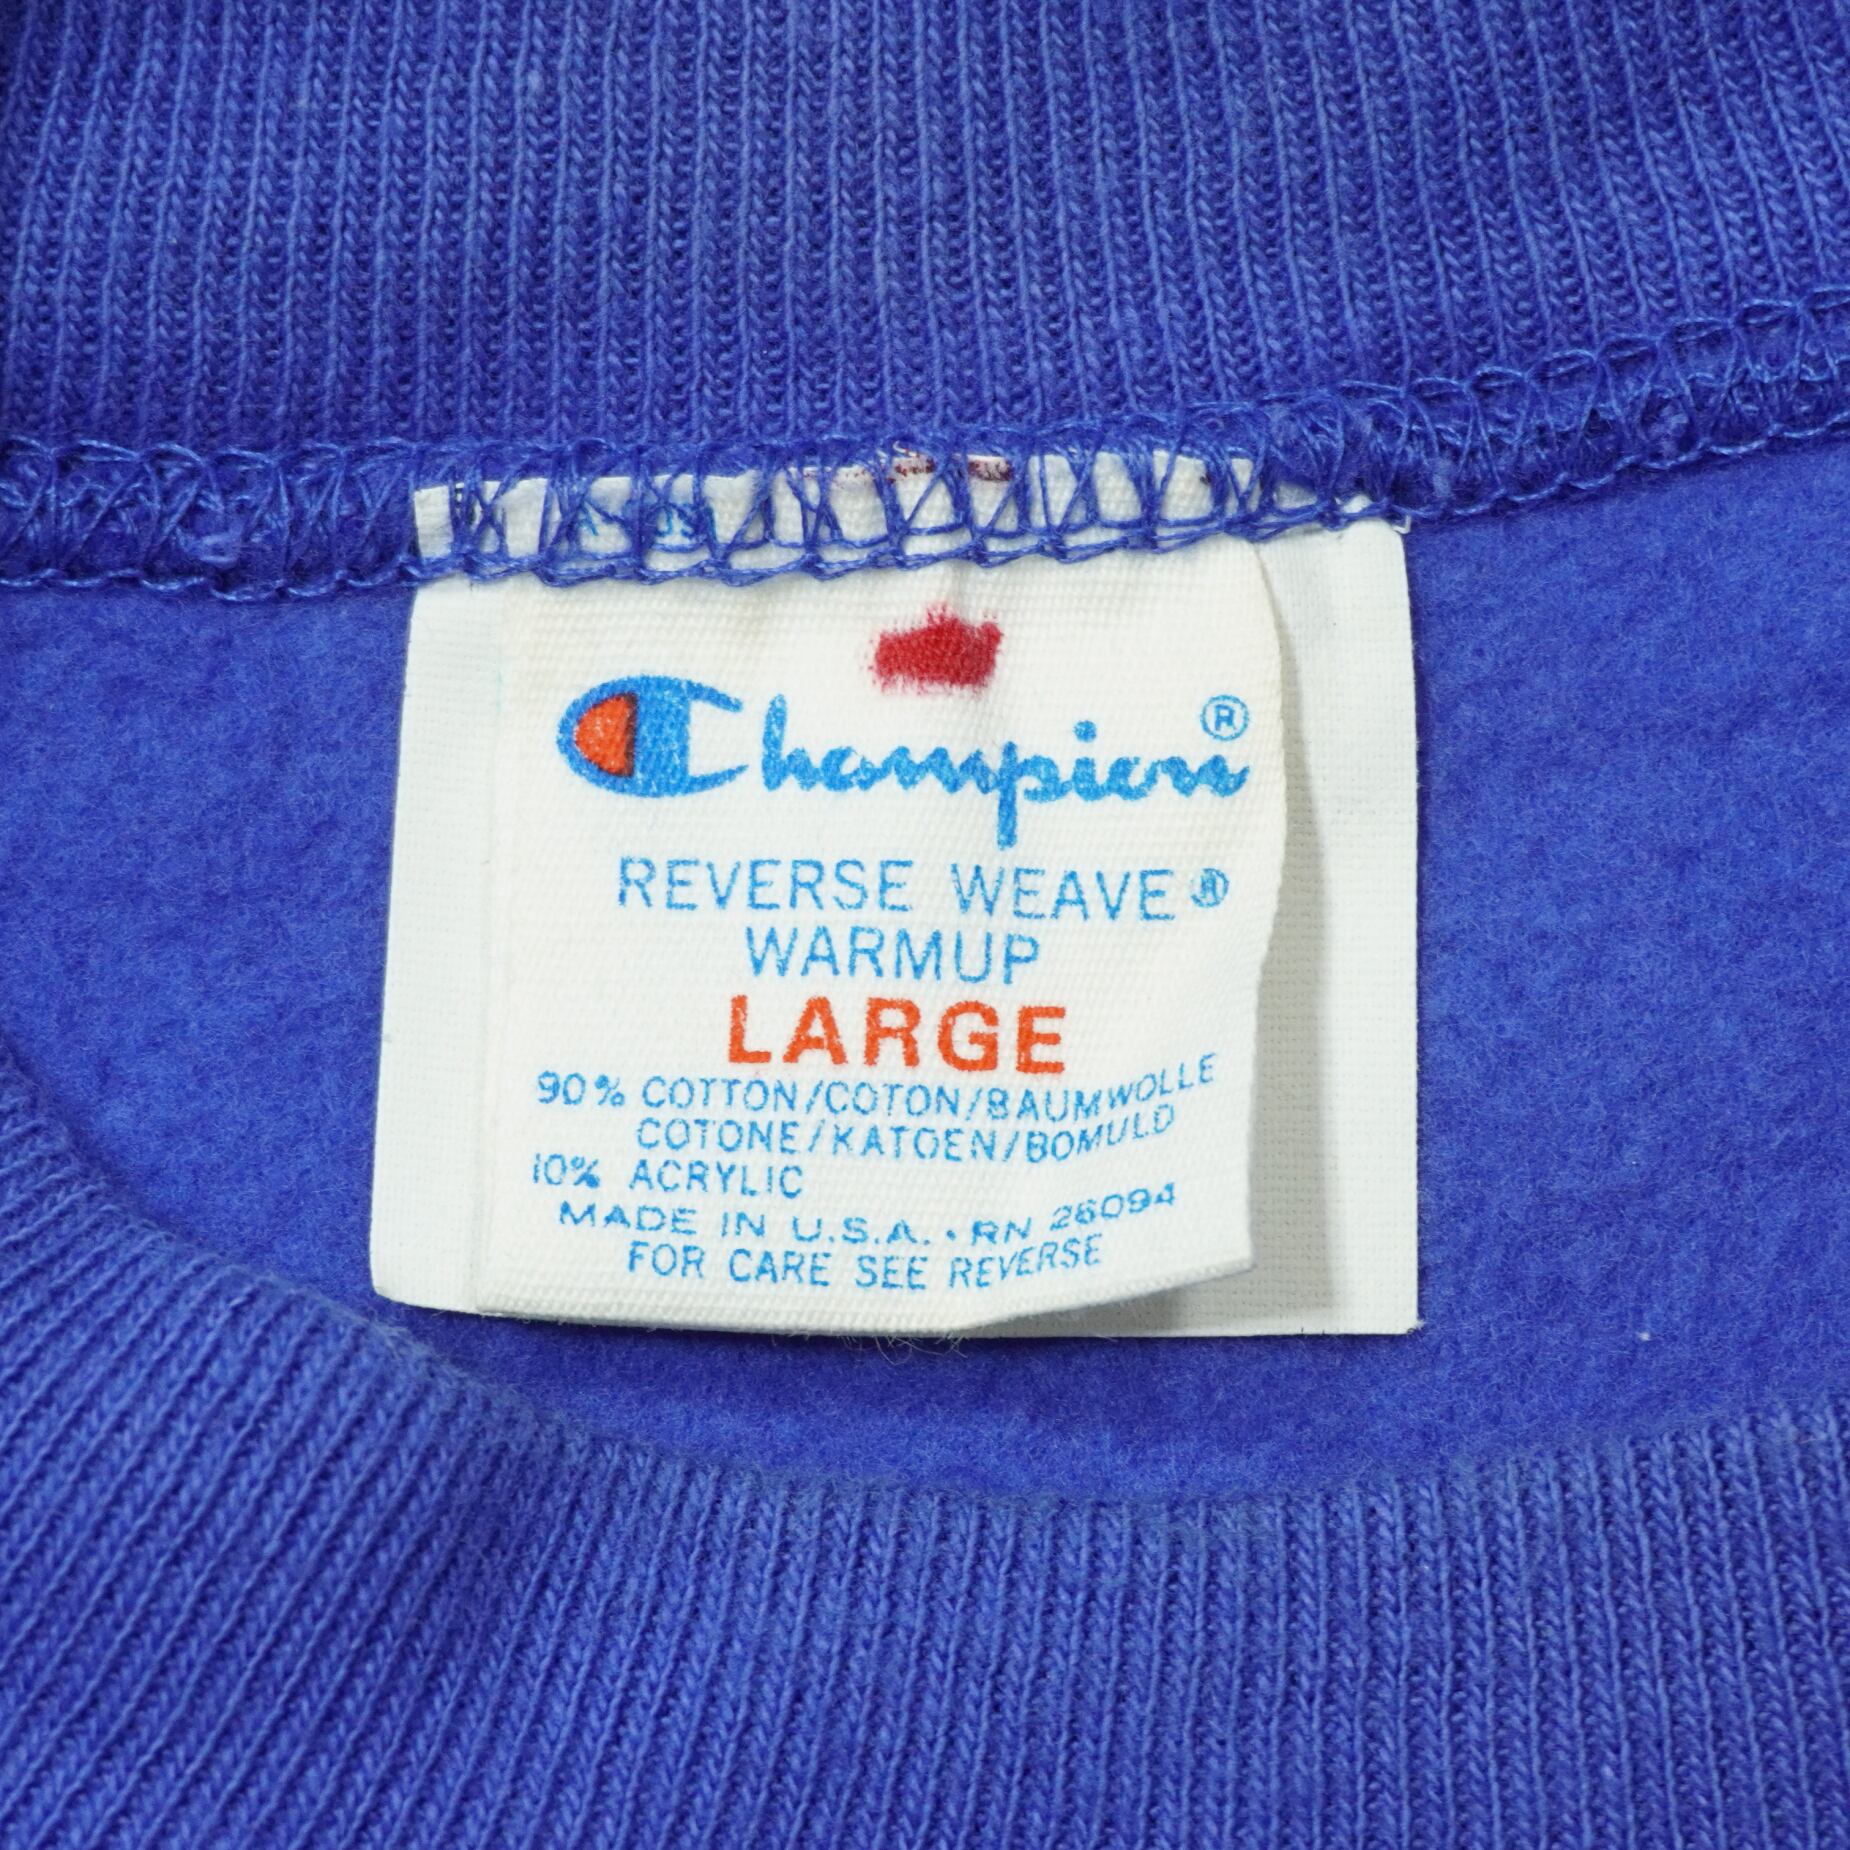 Champion®
REVERSE WEAVE®
WARMUP
LARGE
90% COTTON/COTON/BAUMWOLLE
COTONE/KATOEN/BOMULD
10% ACRYLIC
MADE IN U.S.A. · RN 26094
FOR CARE SEE REVERSE